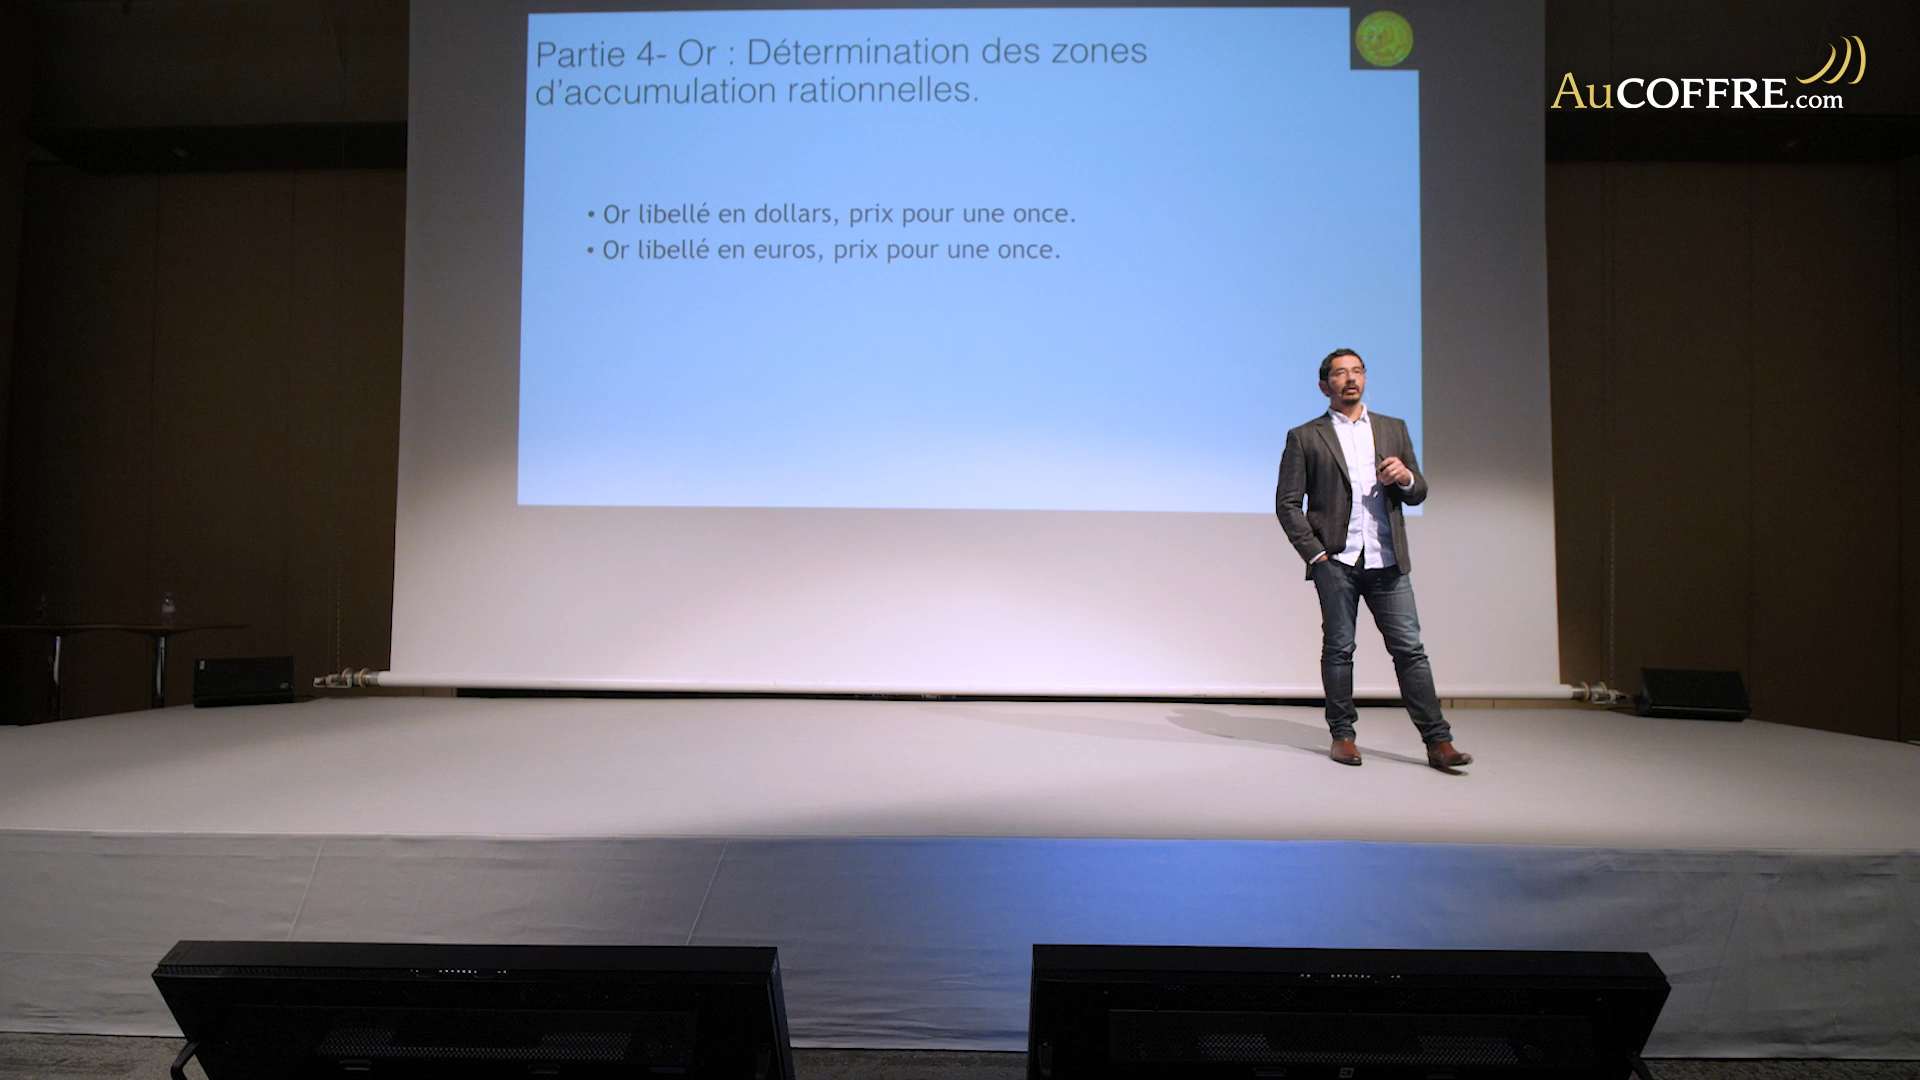 Partie 4- Or : Détermination des zones
d'accumulation rationnelles.
AuCOFFRE.com
• Or libellé en dollars, prix pour une once.
• Or libellé en euros, prix pour une once.